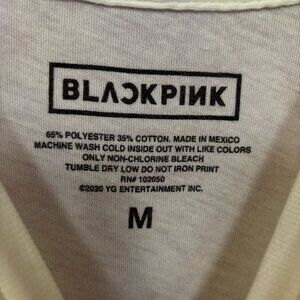 BLACKPINK
65% POLYESTER 35% COTTON. MADE IN MEXICO
MACHINE WASH COLD INSIDE OUT WITH LIKE COLORS
ONLY NON-CHLORINE BLEACH
TUMBLE DRY LOW DO NOT IRON PRINT
RN# 102050
©2020 YG ENTERTAINMENT INC.
M